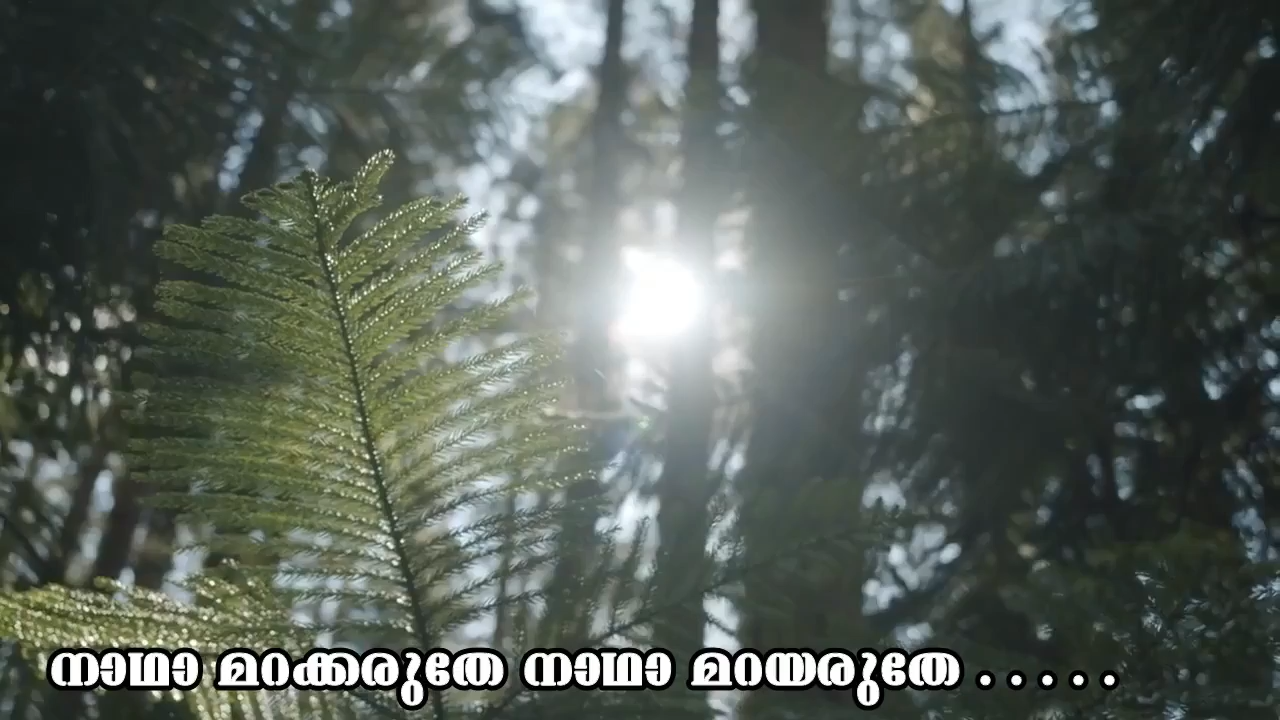 നാഥാ മറക്കരുതേ നാഥാ മറയരുതേ . . . . .